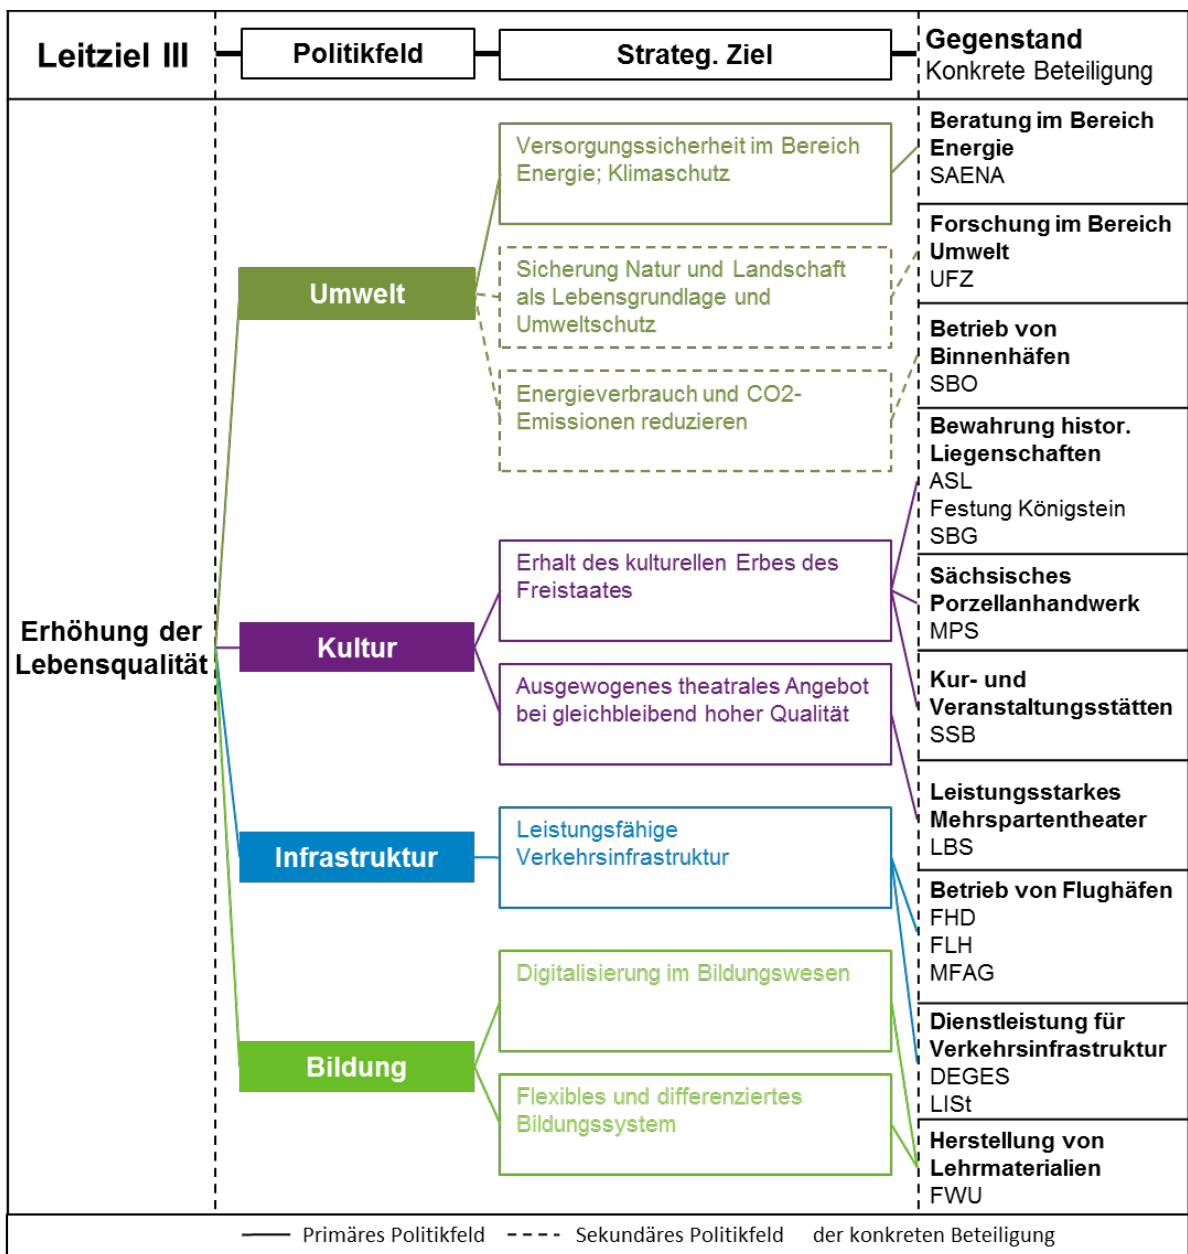 Leitziel III
Politikfeld
Strateg. Ziel
Gegenstand
Konkrete Beteiligung
Erhöhung der
Lebensqualität
Umwelt
Versorgungssicherheit im Bereich
Energie; Klimaschutz
Sicherung Natur und Landschaft
als Lebensgrundlage und
Umweltschutz
Energieverbrauch und CO2-
Emissionen reduzieren
Kultur
Erhalt des kulturellen Erbes des
Freistaates
Ausgewogenes theatrales Angebot
bei gleichbleibend hoher Qualität
Infrastruktur
Leistungsfähige
Verkehrsinfrastruktur
Bildung
Digitalisierung im Bildungswesen
Flexibles und differenziertes
Bildungssystem
Beratung im Bereich
Energie
SAENA
Forschung im Bereich
Umwelt
UFZ
Betrieb von
Binnenhäfen
SBO
Bewahrung histor.
Liegenschaften
ASL
Festung Königstein
SBG
Sächsisches
Porzellanhandwerk
MPS
Kur- und
Veranstaltungsstätten
SSB
Leistungsstarkes
Mehrspartentheater
LBS
Betrieb von Flughäfen
FHD
FLH
MFAG
Dienstleistung für
Verkehrsinfrastruktur
DEGES
LISt
Herstellung von
Lehrmaterialien
FWU
Primäres Politikfeld
Sekundäres Politikfeld
der konkreten Beteiligung